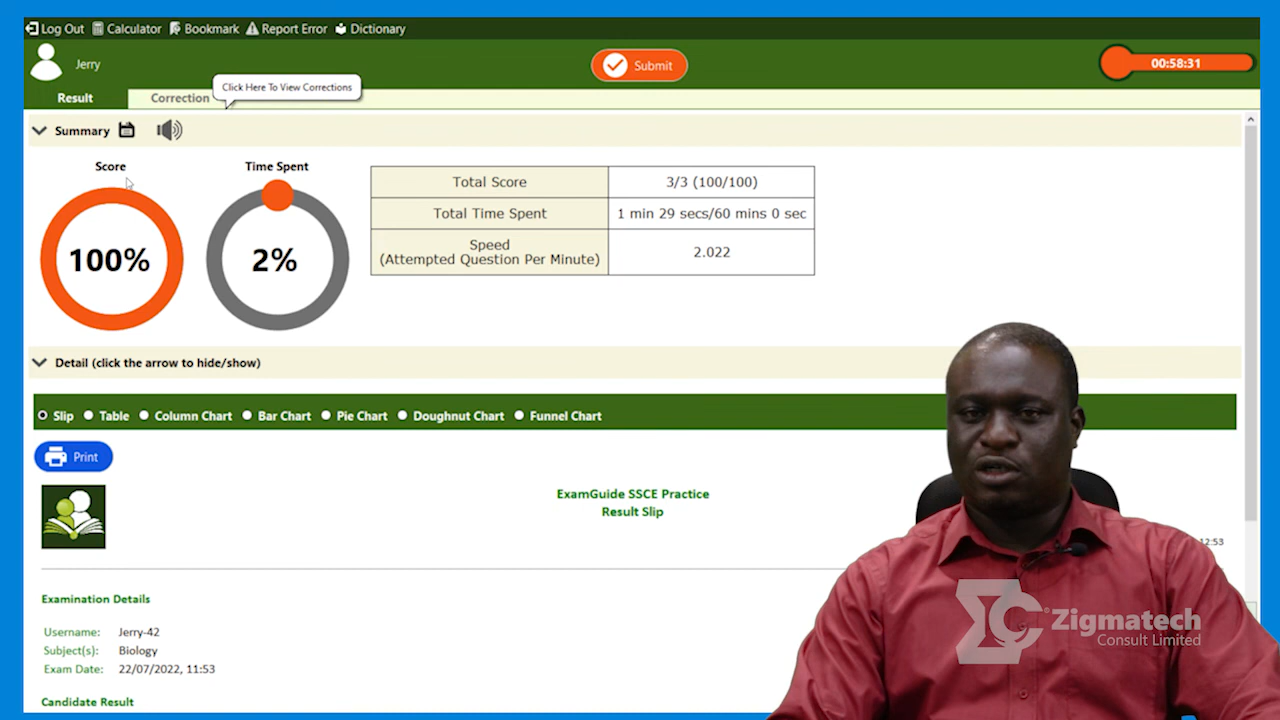 Log Out Calculator Bookmark Report Error Dictionary
Jerry
Submit
00:58:31
Click Here To View Corrections
Result Correction
Summary
Score Time Spent
100% 2%
Total Score 3/3 (100/100)
Total Time Spent 1 min 29 secs/60 mins 0 sec
Speed
(Attempted Question Per Minute) 2.022
Detail (click the arrow to hide/show)
Slip Table Column Chart Bar Chart Pie Chart Doughnut Chart Funnel Chart
Print
ExamGuide SSCE Practice
Result Slip
12:53
Examination Details
Username: Jerry-42
Subject(s): Biology
Exam Date: 22/07/2022, 11:53
Candidate Result
Zigmatech
Consult Limited